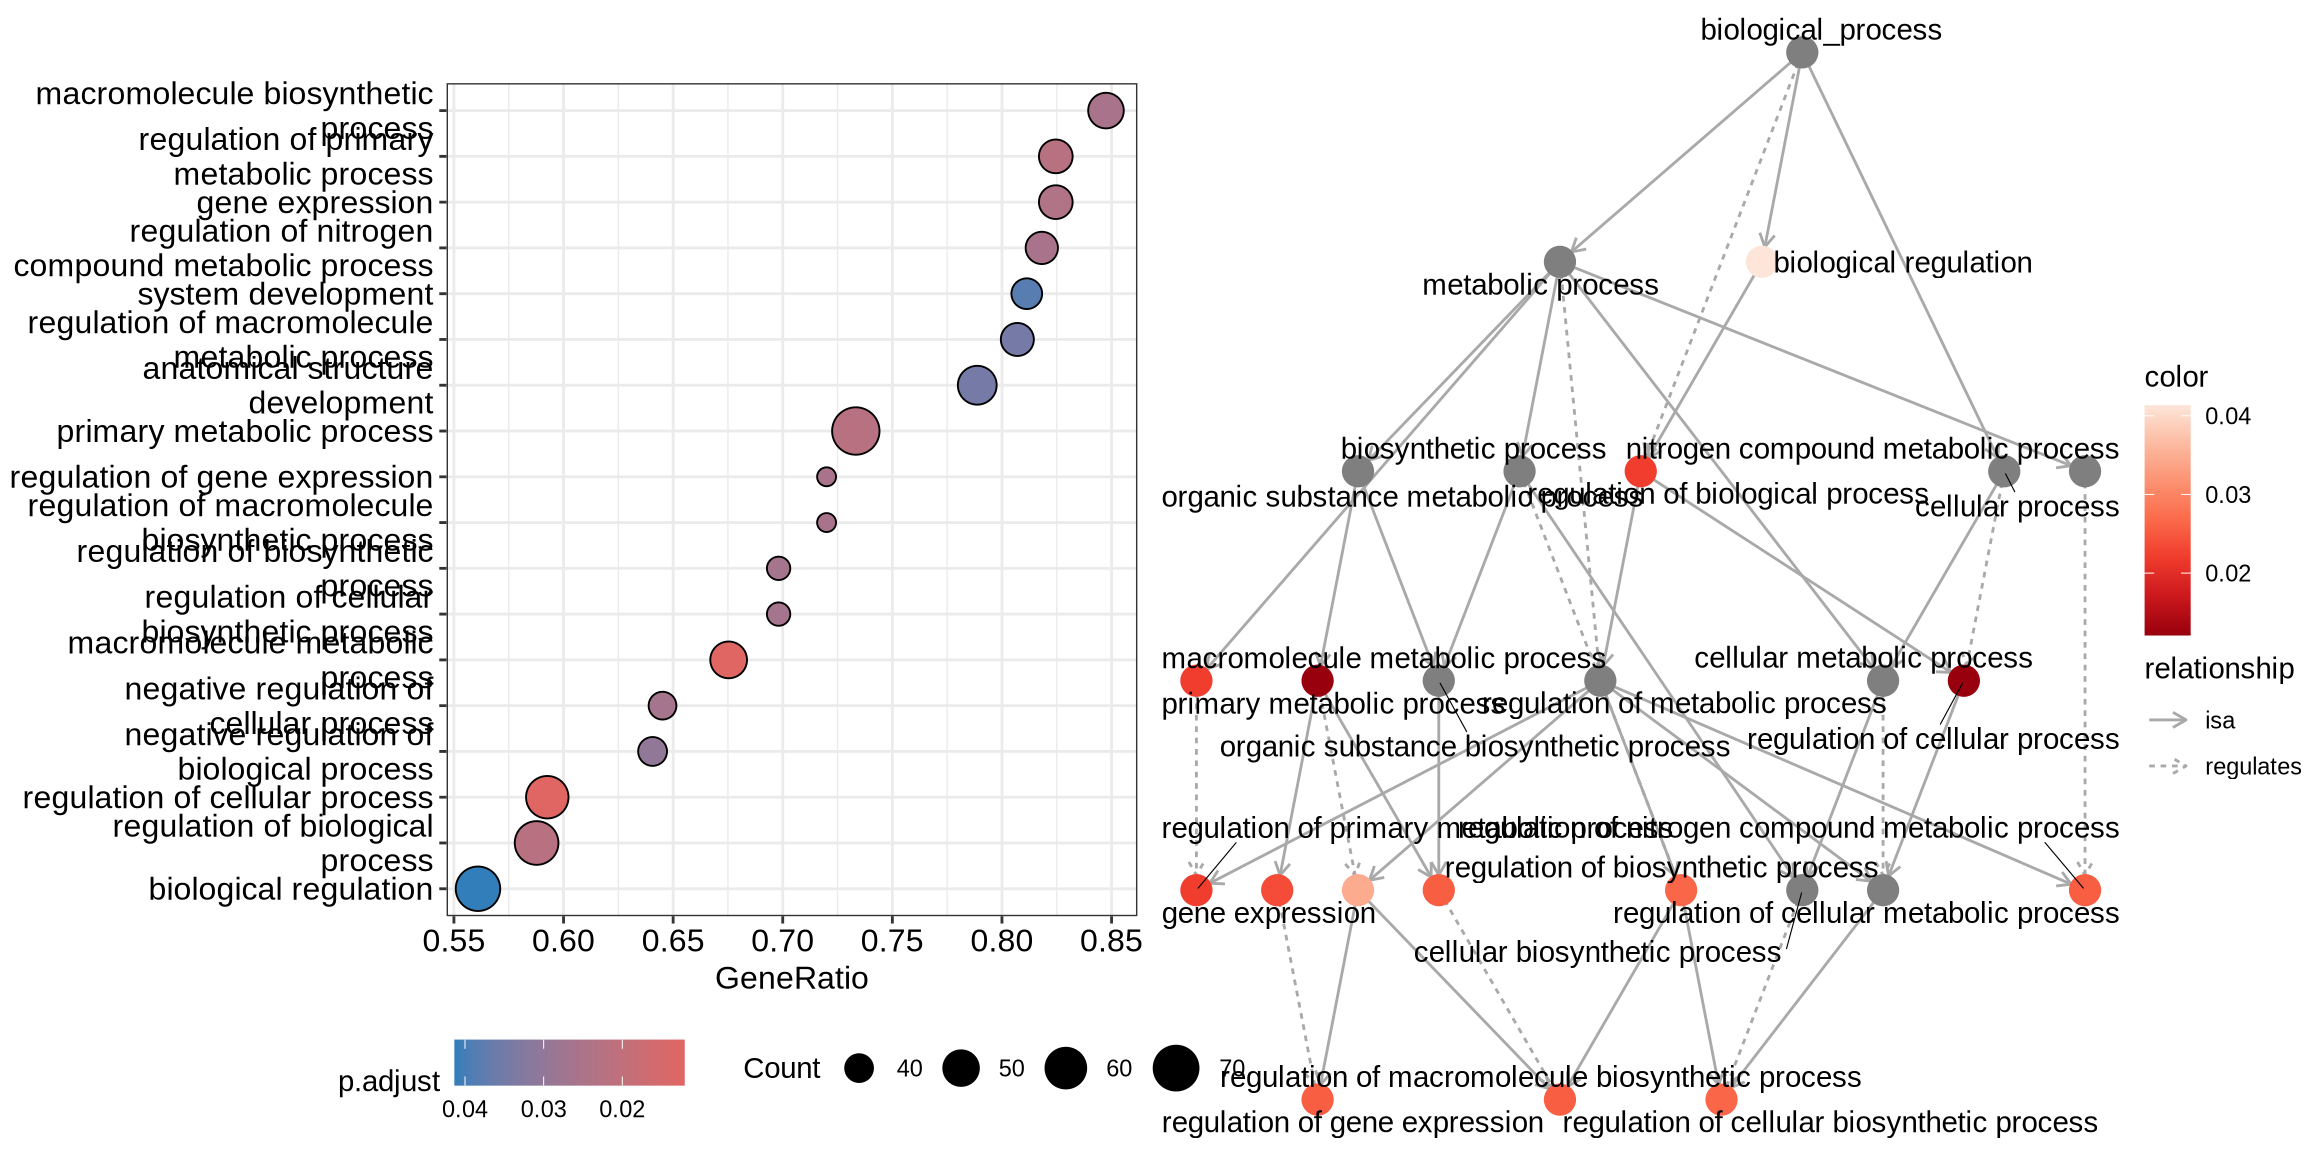 macromolecule biosynthetic
process
regulation of primary
metabolic process
gene expression
regulation of nitrogen
compound metabolic process
system development
regulation of macromolecule
metabolic process
anatomical structure
development
primary metabolic process
regulation of gene expression
regulation of macromolecule
biosynthetic process
regulation of biosynthetic
process
regulation of cellular
biosynthetic process
macromolecule metabolic
process
negative regulation of
cellular process
negative regulation of
biological process
regulation of cellular process
regulation of biological
process
biological regulation
0.55 0.60 0.65 0.70 0.75 0.80 0.85
GeneRatio
p.adjust
0.04 0.03 0.02
Count 40 50 60 70
biological_process
metabolic process
biological regulation
biosynthetic process
nitrogen compound metabolic process
organic substance metabolic process
regulation of biological process
cellular process
macromolecule metabolic process
cellular metabolic process
primary metabolic process
regulation of metabolic process
organic substance biosynthetic process
regulation of cellular process
regulation of primary metabolic process
regulation of nitrogen compound metabolic process
regulation of biosynthetic process
gene expression
regulation of cellular metabolic process
cellular biosynthetic process
regulation of macromolecule biosynthetic process
regulation of gene expression
regulation of cellular biosynthetic process
color
0.04
0.03
0.02
relationship
isa
regulates